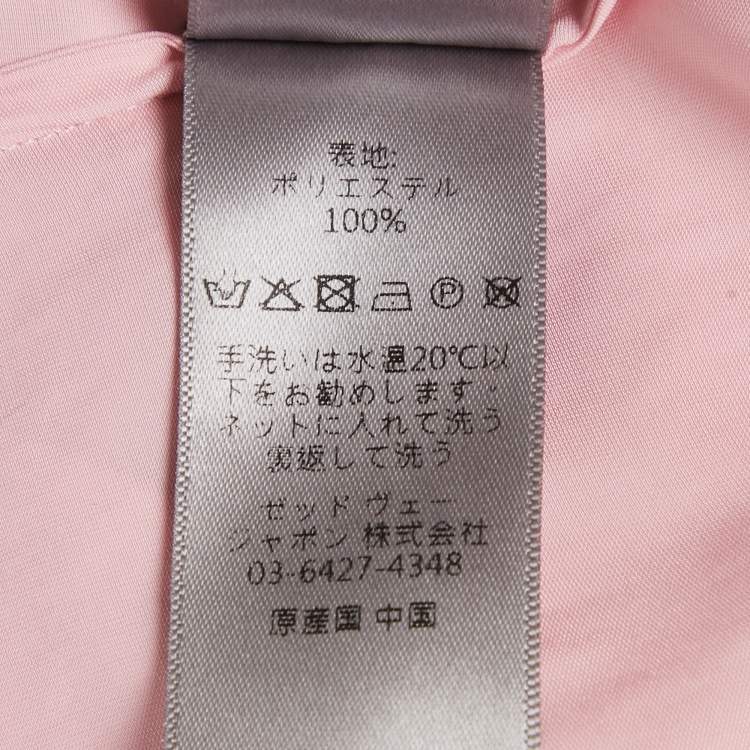 表地:
ポリエステル
100%
P
手洗いは水温20℃以
下をお勧めします。
ネットに入れて洗う
裏返して洗う
ゼッド ヴェー
ジャポン 株式会社
03-6427-4348
原産国 中国